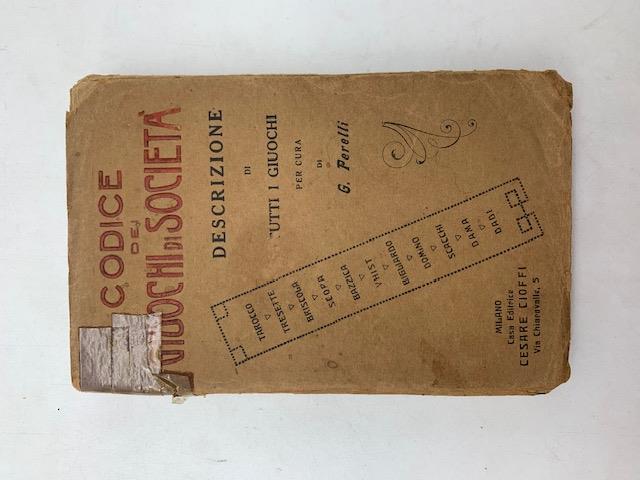 CODICE
DEI
GIUOCHI DI SOCIETÀ
DESCRIZIONE
DI
TUTTI I GIUOCHI
PER CURA
DI
G. Perelli
TAROCCO
TRESETTE
BRISCOLA
SCOPA
BAZZICA
VHIST
BIGLIARDO
DOMINO
SCACCHI
DAMA
DADI
MILANO
Casa Editrice
CESARE CIOFFI
Via Chiaravalle, 5